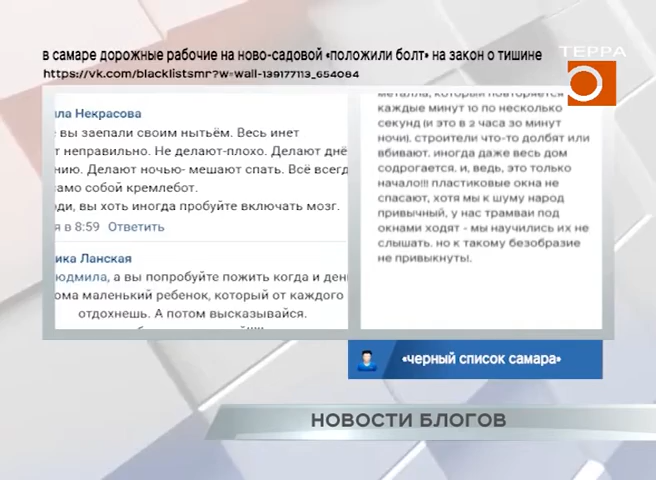 в самаре дорожные рабочие на ново-садовой «положили болт» на закон о тишине
https://vk.com/blacklistsmr?w=wall-139177113_654084
ТЕРРА
ла Некрасова
вы заепали своим нытьём. Весь инет
т неправильно. Не делают-плохо. Делают днё
нию. Делают ночью- мешают спать. Всё всегд
амо собой кремлебот.
оди, вы хоть иногда пробуйте включать мозг.
я в 8:59 Ответить
ика Ланская
юдмила, а вы попробуйте пожить когда и ден
ома маленький ребенок, который от каждого
отдохнешь. А потом высказывайся.
металла, который повторяется
каждые минут 10 по несколько
секунд (и это в 2 часа 30 минут
ночи). строители что-то долбят или
вбивают. иногда даже весь дом
содрогается. и, ведь, это только
начало!!! пластиковые окна не
спасают, хотя мы к шуму народ
привычный, у нас трамваи под
окнами ходят - мы научились их не
слышать. но к такому безобразие
не привыкнуть!.
«черный список самара»
НОВОСТИ БЛОГОВ